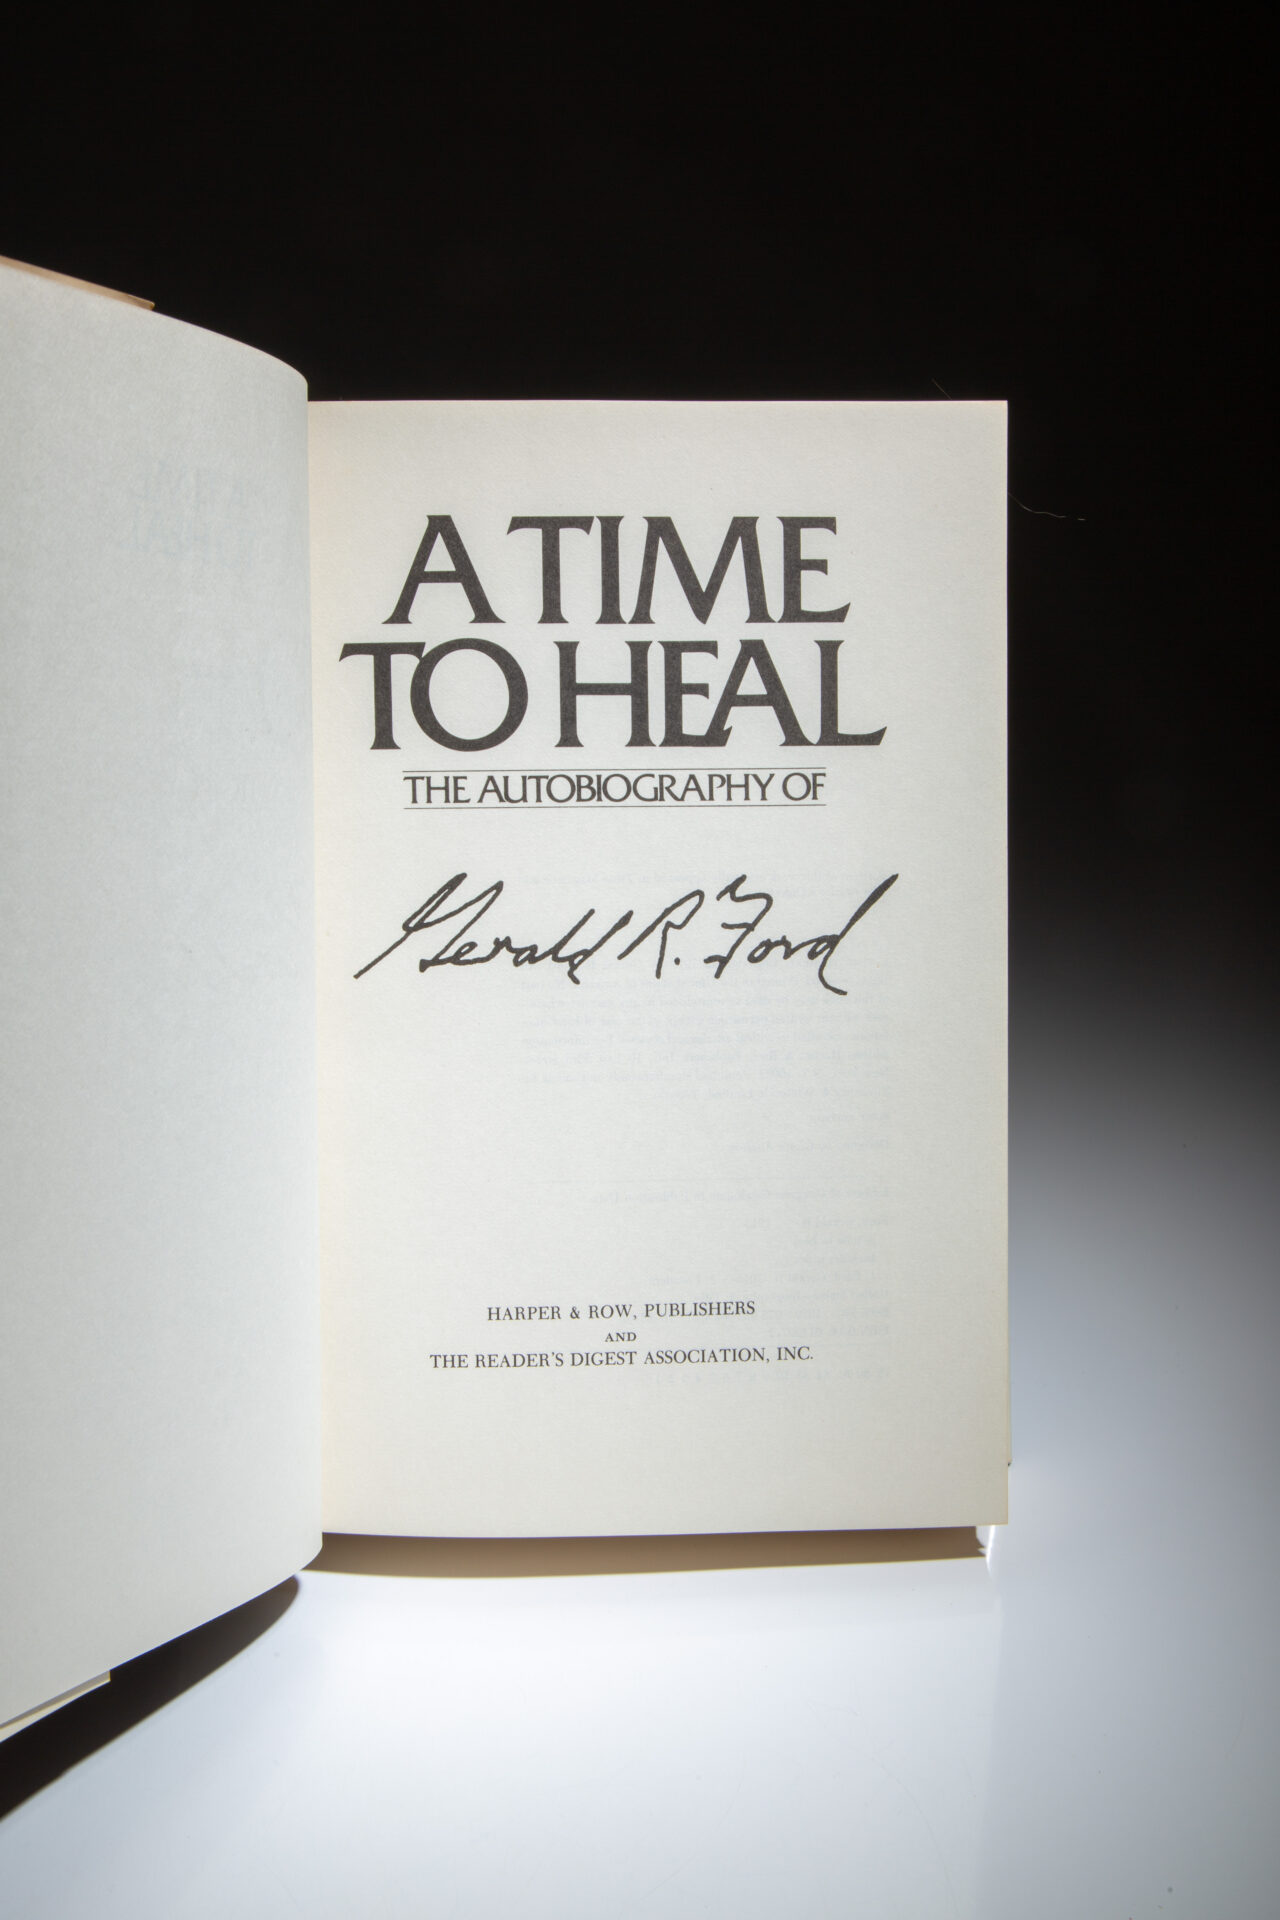 A TIME
TO HEAL
THE AUTOBIOGRAPHY OF
Gerald R. Ford
HARPER & ROW, PUBLISHERS
AND
THE READER'S DIGEST ASSOCIATION, INC.